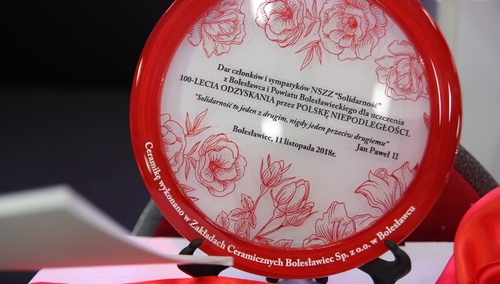 Dar członków i sympatyków NSZZ "Solidarność"
z Bolesławca i Powiatu Bolesławieckiego dla uczczenia
100-LECIA ODZYSKANIA przez POLSKĘ NIEPODLEGŁOŚCI.
"Solidarność to jeden z drugim, nigdy jeden przeciw drugiemu"
Jan Paweł II
Bolesławiec, 11 listopada 2018r.
Ceramikę wykonano w Zakładach Ceramicznych Bolesławiec Sp. z o.o. w Bolesławcu